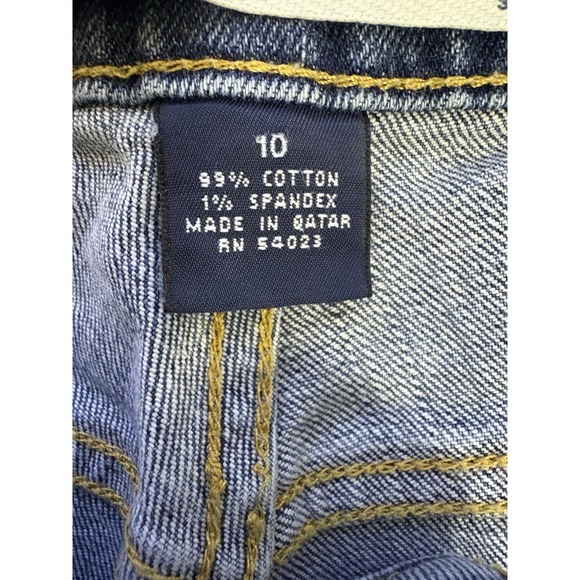 10
99% COTTON
1% SPANDEX
MADE IN QATAR
RN 54023